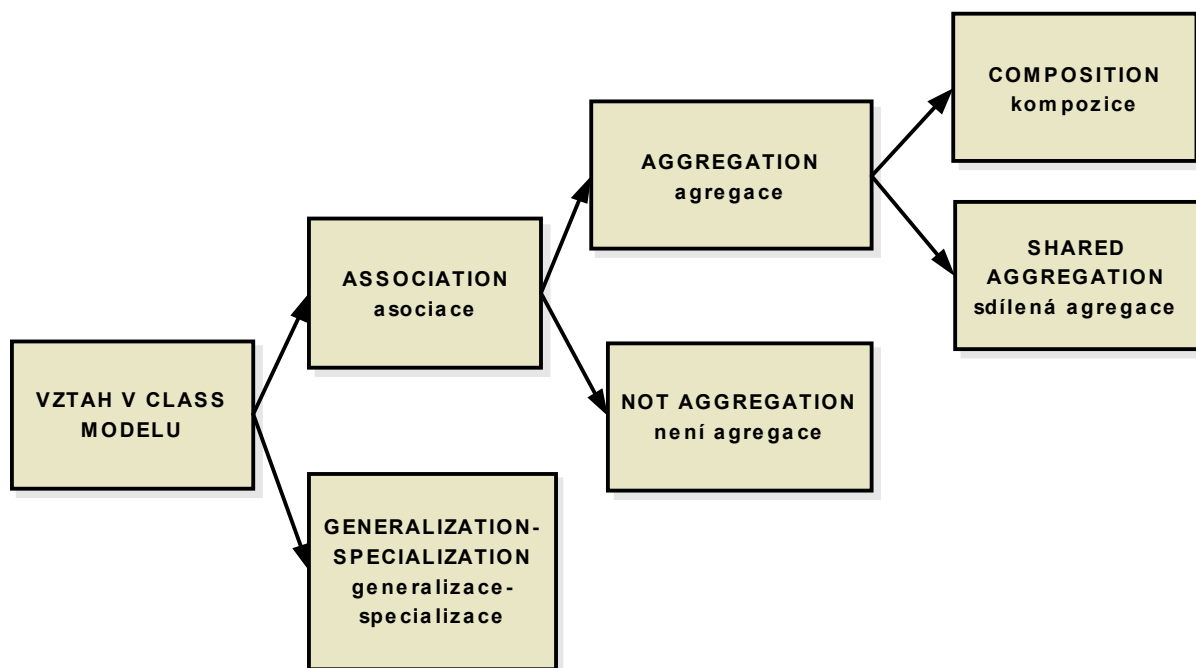 COMPOSITION
kompozice
AGGREGATION
agregace
SHARED
AGGREGATION
sdílená agregace
ASSOCIATION
asociace
VZTAH V CLASS
MODELU
NOT AGGREGATION
není agregace
GENERALIZATION-
SPECIALIZATION
generalizace-
specializace